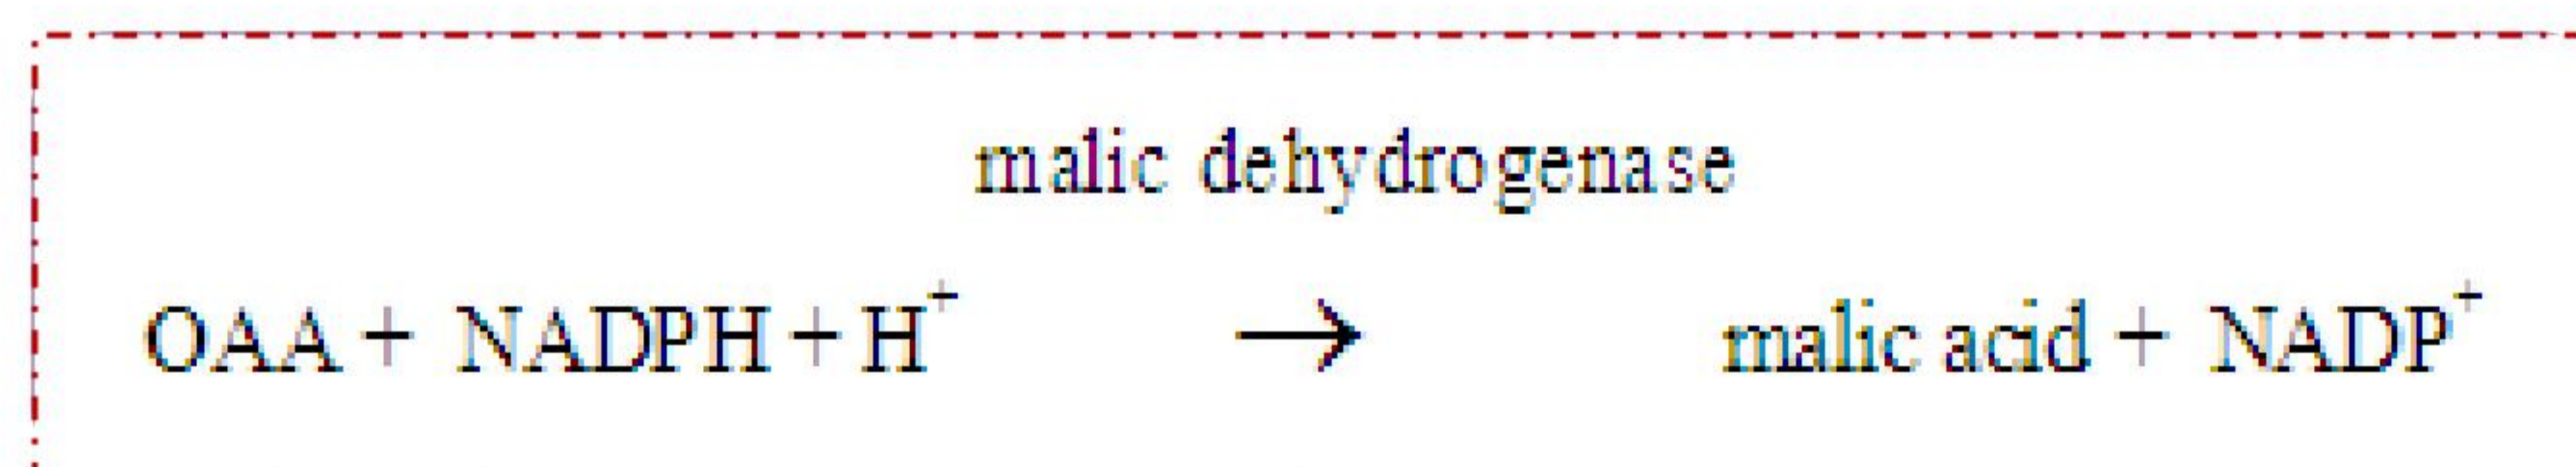 malic dehydrogenase
OAA + NADPH + H⁺ → malic acid + NADP⁺